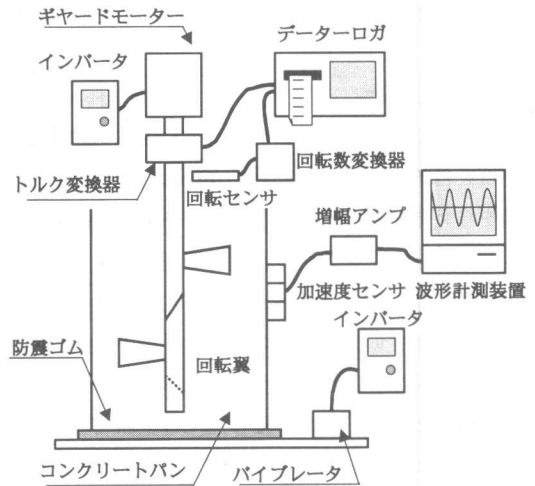 ギヤードモーター
データーロガ
インバータ
回転数変換器
トルク変換器
回転センサ
増幅アンプ
加速度センサ 波形計測装置
インバータ
防震ゴム
回転翼
コンクリートパン
バイブレータ